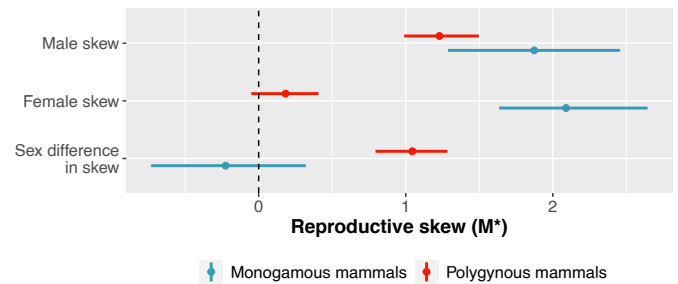 Male skew
Female skew
Sex difference
in skew
0
1
2
Reproductive skew (M*)
Monogamous mammals
Polygynous mammals